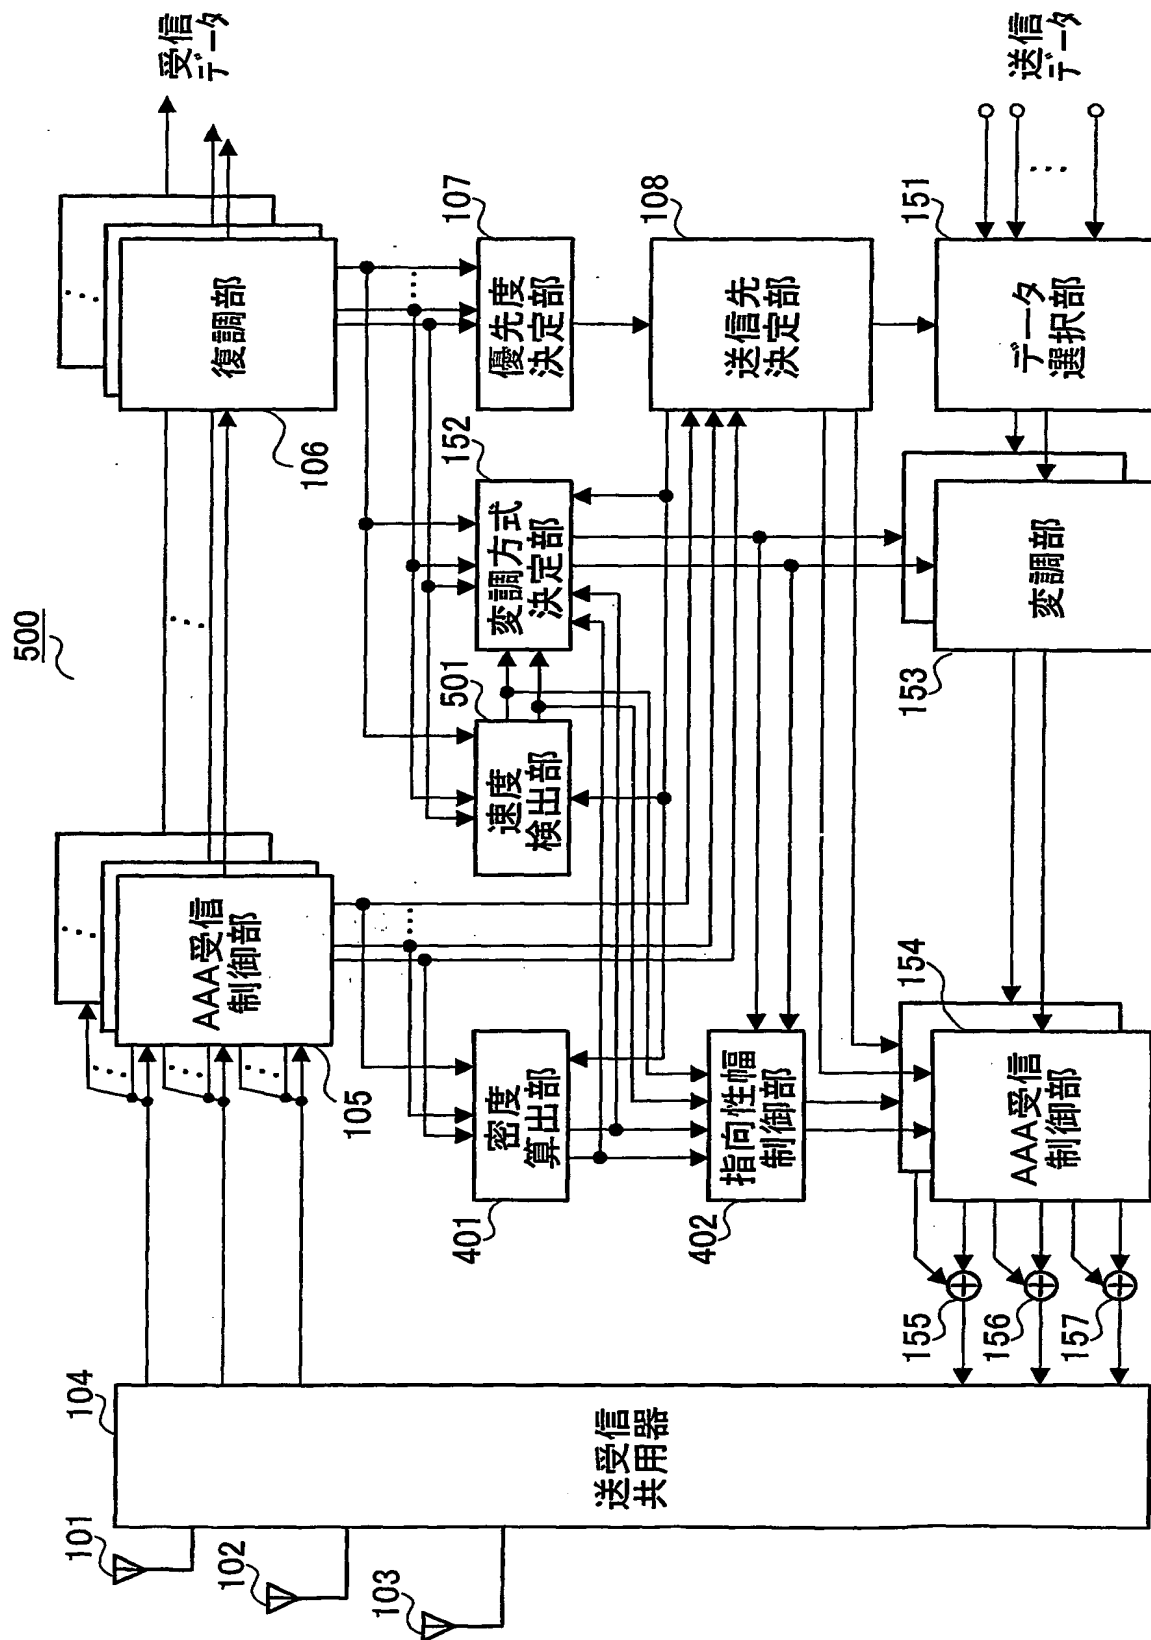 500
101
102
103
104
送受信
共用器
105
AAA受信
制御部
106
復調部
受信
データ
107
優先度
決定部
152
変調方式
決定部
501
速度
検出部
401
密度
算出部
108
送信先
決定部
402
指向性幅
制御部
151
データ
選択部
送信
データ
153
変調部
154
AAA受信
制御部
155
156
157